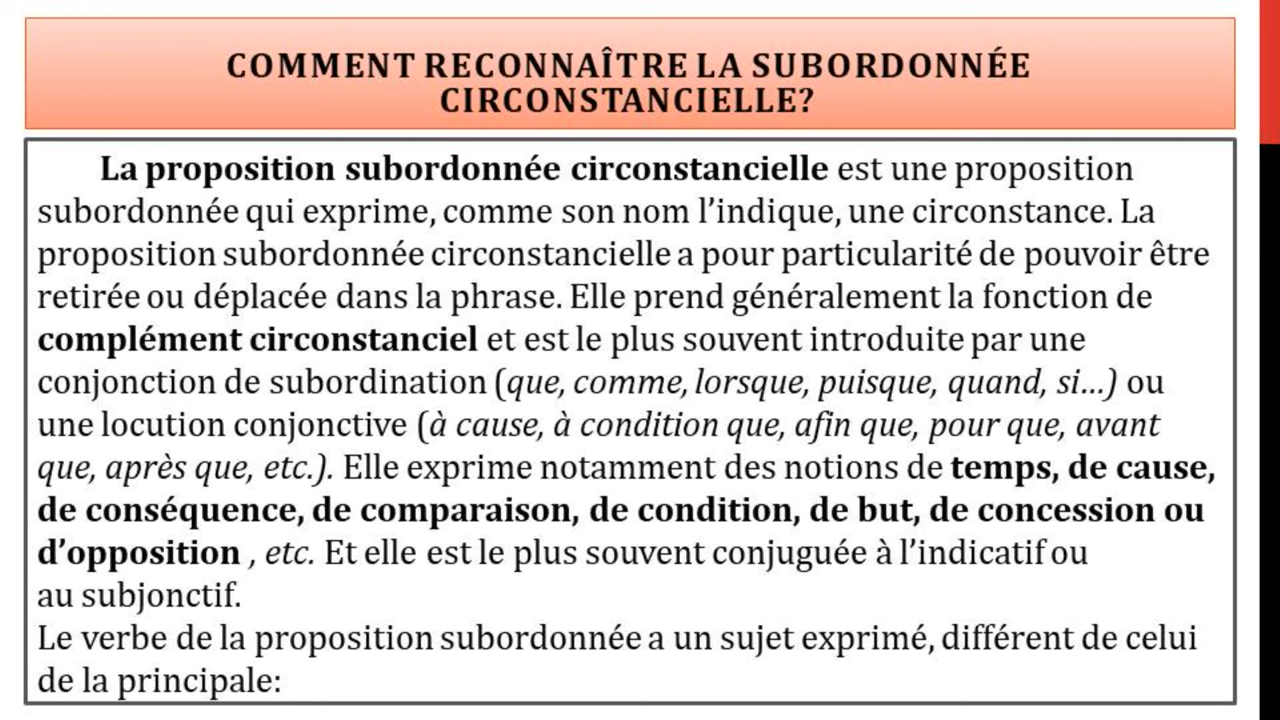 COMMENT RECONNAÎTRE LA SUBORDONNÉE
CIRCONSTANCIELLE?
La proposition subordonnée circonstancielle est une proposition
subordonnée qui exprime, comme son nom l’indique, une circonstance. La
proposition subordonnée circonstancielle a pour particularité de pouvoir être
retirée ou déplacée dans la phrase. Elle prend généralement la fonction de
complément circonstanciel et est le plus souvent introduite par une
conjonction de subordination (que, comme, lorsque, puisque, quand, si...) ou
une locution conjonctive (à cause, à condition que, afin que, pour que, avant
que, après que, etc.). Elle exprime notamment des notions de temps, de cause,
de conséquence, de comparaison, de condition, de but, de concession ou
d’opposition , etc. Et elle est le plus souvent conjuguée à l’indicatif ou
au subjonctif.
Le verbe de la proposition subordonnée a un sujet exprimé, différent de celui
de la principale: